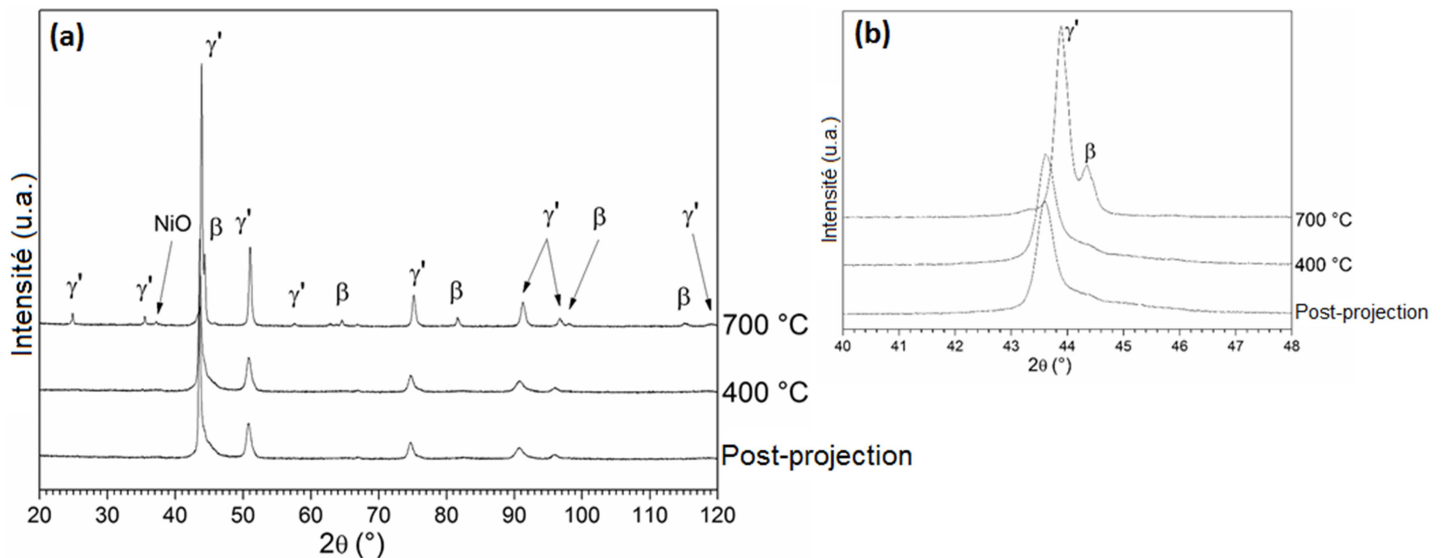 (a)
γ'
Intensité (u.a.)
NiO
β
γ'
γ'
γ'
γ'
β
γ'
β
γ'
β
γ'
β
700 °C
400 °C
Post-projection
20 30 40 50 60 70 80 90 100 110 120
2θ (°)
(b)
γ'
β
Intensité (u.a.)
700 °C
400 °C
Post-projection
40 41 42 43 44 45 46 47 48
2θ (°)